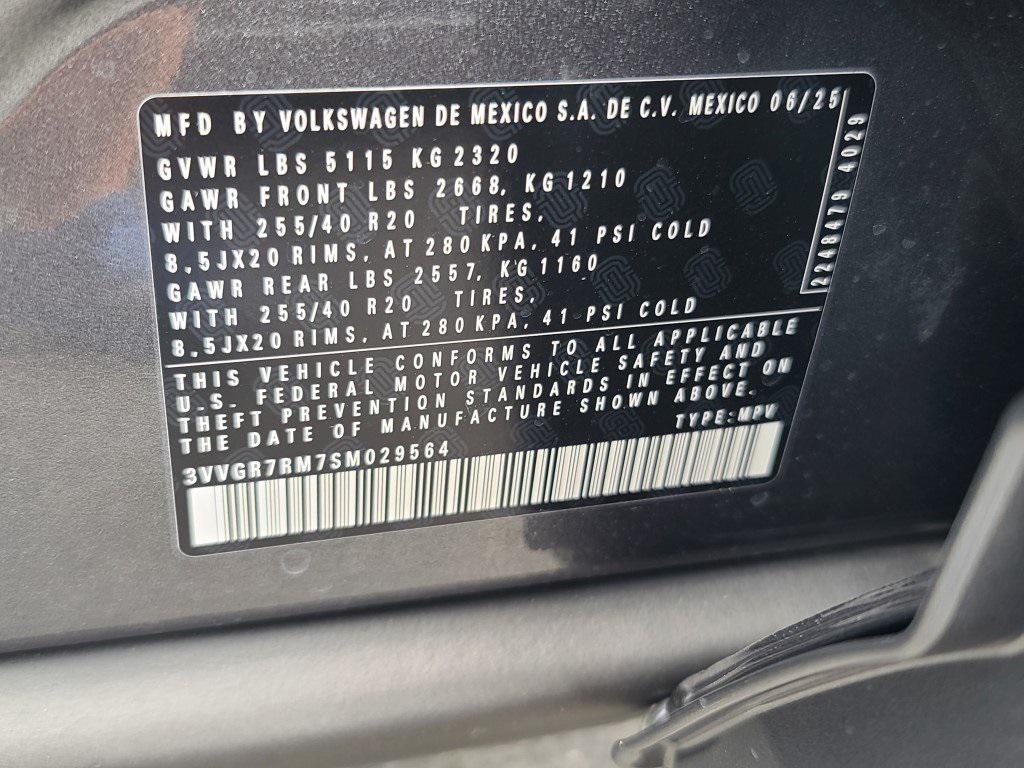 MFD BY VOLKSWAGEN DE MEXICO S.A. DE C.V. MEXICO 06/25
GVWR LBS 5115 KG 2320
GAWR FRONT LBS 2668, KG 1210
WITH 255/40 R20 TIRES,
8,5JX20 RIMS, AT 280 KPA, 41 PSI COLD
GAWR REAR LBS 2557, KG 1160
WITH 255/40 R20 TIRES,
8,5JX20 RIMS, AT 280 KPA, 41 PSI COLD
2248479 4029
THIS VEHICLE CONFORMS TO ALL APPLICABLE
U.S. FEDERAL MOTOR VEHICLE SAFETY AND
THEFT PREVENTION STANDARDS IN EFFECT ON
THE DATE OF MANUFACTURE SHOWN ABOVE.
TYPE:MPV
3VVGR7RM7SM029564